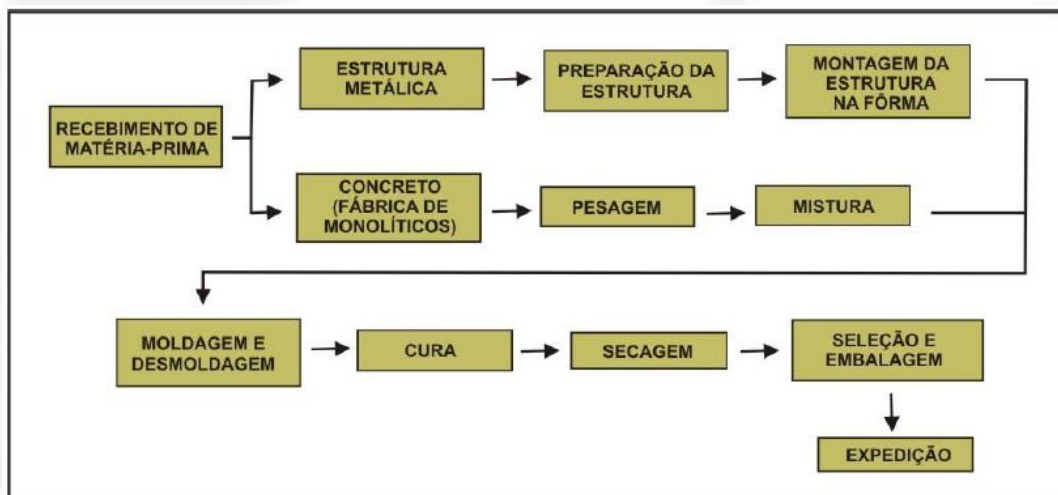 RECEBIMENTO DE
MATÉRIA-PRIMA
ESTRUTURA
METÁLICA
PREPARAÇÃO DA
ESTRUTURA
MONTAGEM DA
ESTRUTURA
NA FÔRMA
CONCRETO
(FÁBRICA DE
MONOLÍTICOS)
PESAGEM
MISTURA
MOLDAGEM E
DESMOLDAGEM
CURA
SECAGEM
SELEÇÃO E
EMBALAGEM
EXPEDIÇÃO